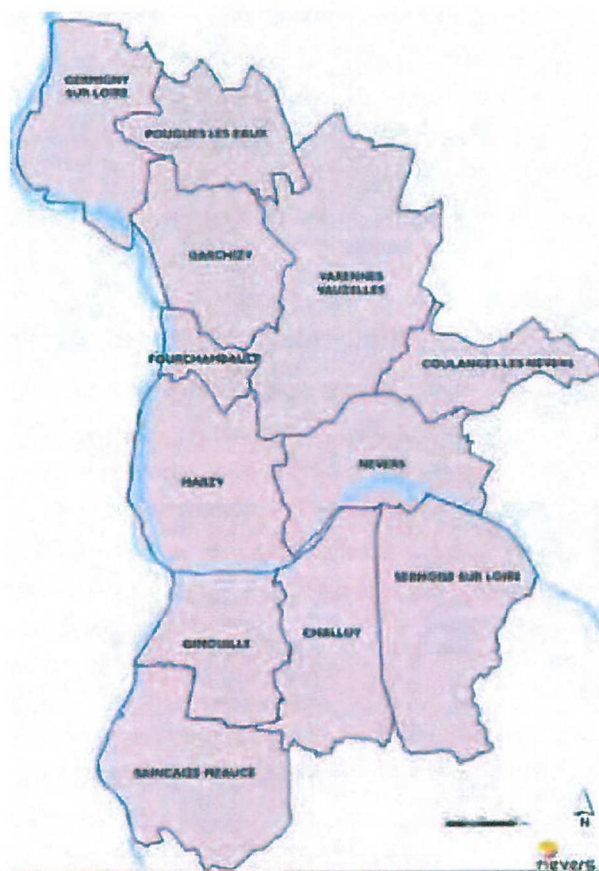 GERMIGNY
SUR LOIRE
POUGUES LES EAUX
GARCHIZY
VARENNES
VAUZELLES
FOURCHAMBAULT
COULANGES LES NEVERS
MARZY
NEVERS
SERMOISE SUR LOIRE
CHALLUY
GIMOUILLE
SAINCAIZE MEAUCE
N
nevers